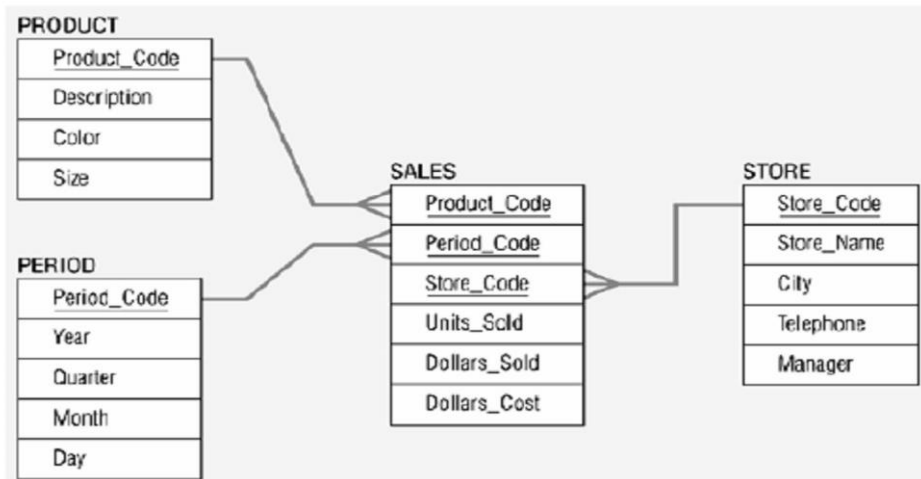 PRODUCT
Product_Code
Description
Color
Size
PERIOD
Period_Code
Year
Quarter
Month
Day
SALES
Product_Code
Period_Code
Store_Code
Units_Sold
Dollars_Sold
Dollars_Cost
STORE
Store_Code
Store_Name
City
Telephone
Manager